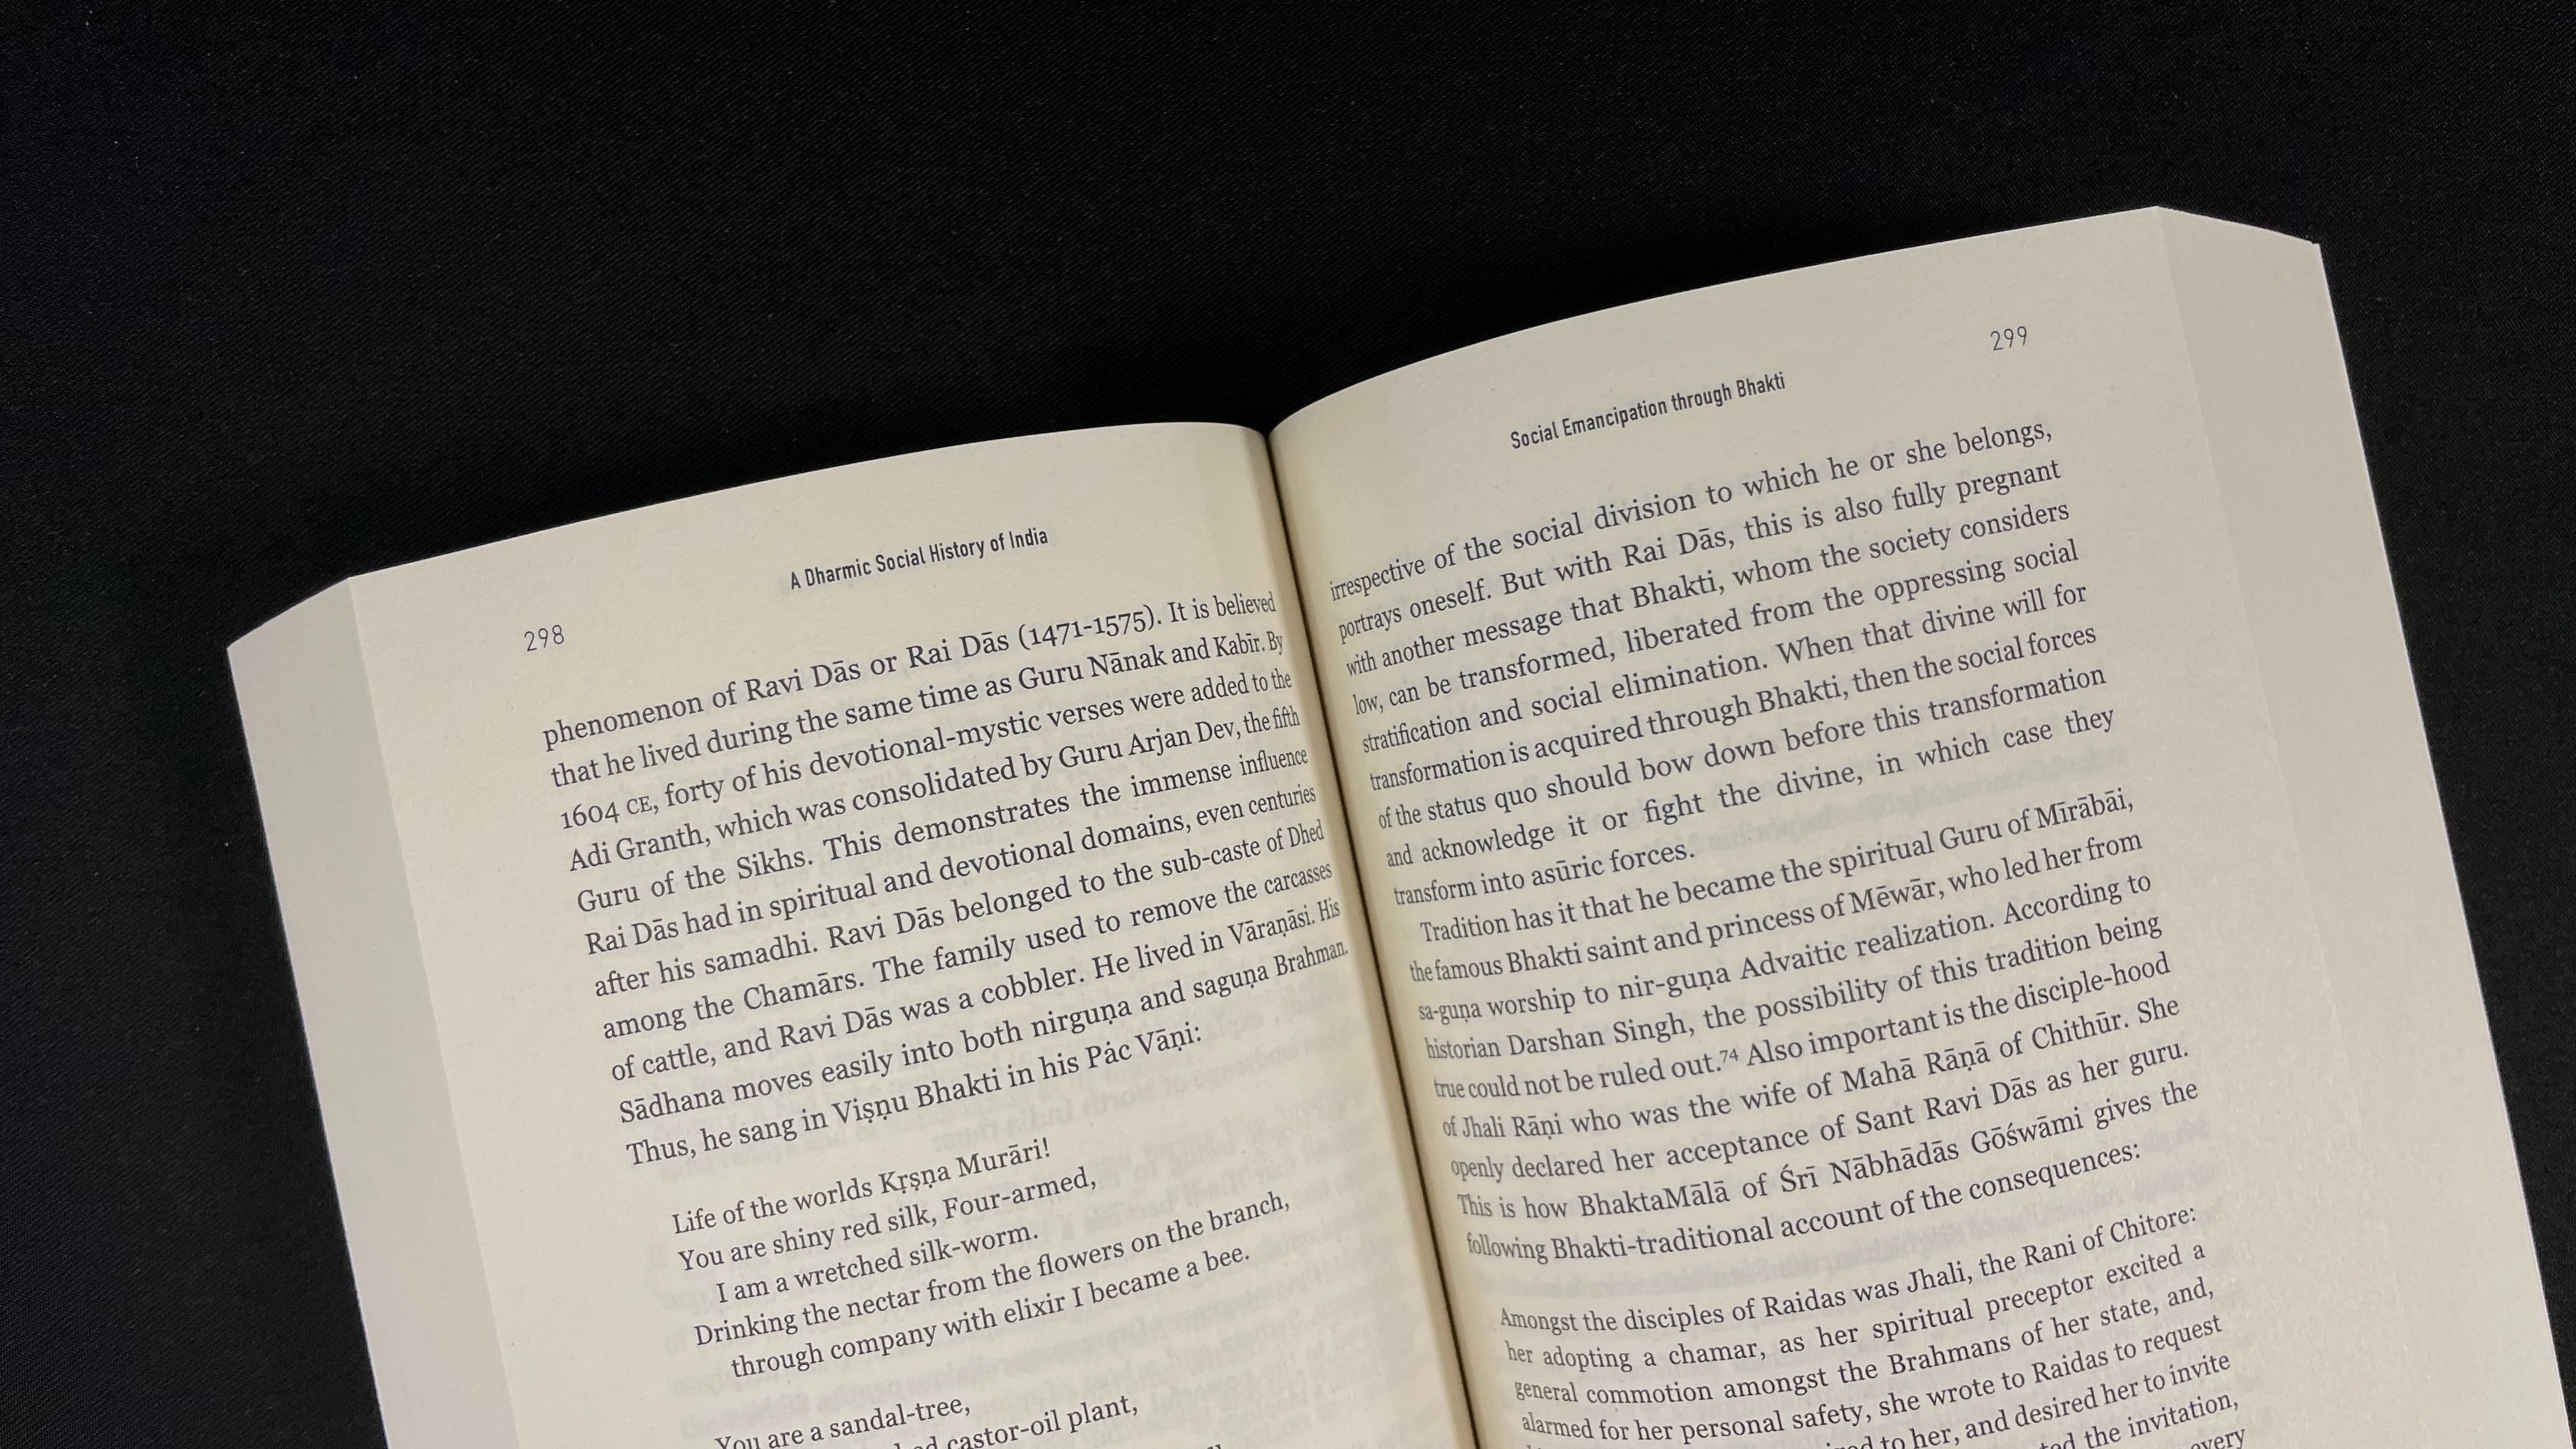 298
A Dharmic Social History of India
phenomenon of Ravi Dās or Rai Dās (1471-1575). It is believed
that he lived during the same time as Guru Nānak and Kabīr. By
1604 CE, forty of his devotional-mystic verses were added to the
Adi Granth, which was consolidated by Guru Arjan Dev, the fifth
Guru of the Sikhs. This demonstrates the immense influence
Rai Dās had in spiritual and devotional domains, even centuries
after his samadhi. Ravi Dās belonged to the sub-caste of Dhed
among the Chamārs. The family used to remove the carcasses
of cattle, and Ravi Dās was a cobbler. He lived in Vāraṇāsi. His
Sādhana moves easily into both nirguṇa and saguṇa Brahman.
Thus, he sang in Viṣṇu Bhakti in his Pȧc Vāṇi:
Life of the worlds Kṛṣṇa Murāri!
You are shiny red silk, Four-armed,
I am a wretched silk-worm.
Drinking the nectar from the flowers on the branch,
through company with elixir I became a bee.
You are a sandal-tree,
castor-oil plant,
Social Emancipation through Bhakti
299
irrespective of the social division to which he or she belongs,
portrays oneself. But with Rai Dās, this is also fully pregnant
with another message that Bhakti, whom the society considers
low, can be transformed, liberated from the oppressing social
stratification and social elimination. When that divine will for
transformation is acquired through Bhakti, then the social forces
of the status quo should bow down before this transformation
and acknowledge it or fight the divine, in which case they
transform into asūric forces.
Tradition has it that he became the spiritual Guru of Mīrābāi,
the famous Bhakti saint and princess of Mēwār, who led her from
sa-guṇa worship to nir-guṇa Advaitic realization. According to
historian Darshan Singh, the possibility of this tradition being
true could not be ruled out.74 Also important is the disciple-hood
of Jhali Rāṇi who was the wife of Mahā Rāṇā of Chithūr. She
openly declared her acceptance of Sant Ravi Dās as her guru.
This is how BhaktaMālā of Śrī Nābhādās Gōśwāmi gives the
following Bhakti-traditional account of the consequences:
Amongst the disciples of Raidas was Jhali, the Rani of Chitore:
her adopting a chamar, as her spiritual preceptor excited a
general commotion amongst the Brahmans of her state, and,
alarmed for her personal safety, she wrote to Raidas to request
to her, and desired her to invite
the invitation,
every